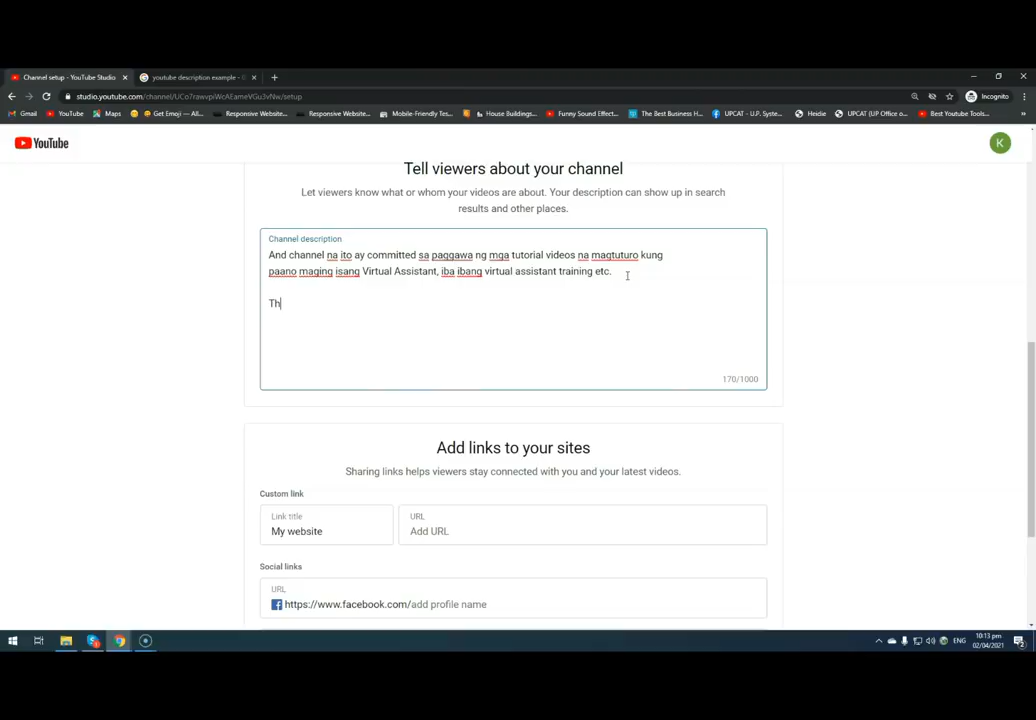 Channel setup - YouTube Studio
youtube description example -
studio.youtube.com/channel/UCo7rawvpiWcAEameVGu3vNw/setup
Incognito
Gmail YouTube Maps Get Emoji — All... Responsive Website... Responsive Website... Mobile-Friendly Tes... House Buildings... Funny Sound Effect... The Best Business H... UPCAT - U.P. Syste... Heidie UPCAT (UP Office o... Best Youtube Tools...
YouTube
K
Tell viewers about your channel
Let viewers know what or whom your videos are about. Your description can show up in search
results and other places.
Channel description
And channel na ito ay committed sa paggawa ng mga tutorial videos na magtuturo kung
paano maging isang Virtual Assistant, iba ibang virtual assistant training etc.
Th
170/1000
Add links to your sites
Sharing links helps viewers stay connected with you and your latest videos.
Custom link
Link title
My website
URL
Add URL
Social links
URL
https://www.facebook.com/add profile name
ENG
10:13 pm
02/04/2021
2